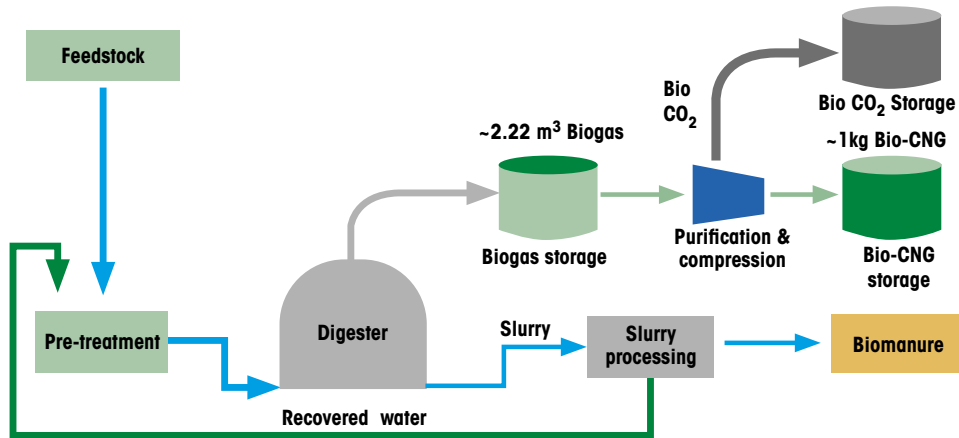 Feedstock
Bio
CO₂
Bio CO₂ Storage
~2.22 m³ Biogas
~1kg Bio-CNG
Biogas storage
Purification &
compression
Bio-CNG
storage
Pre-treatment
Digester
Slurry
Slurry
processing
Biomanure
Recovered water